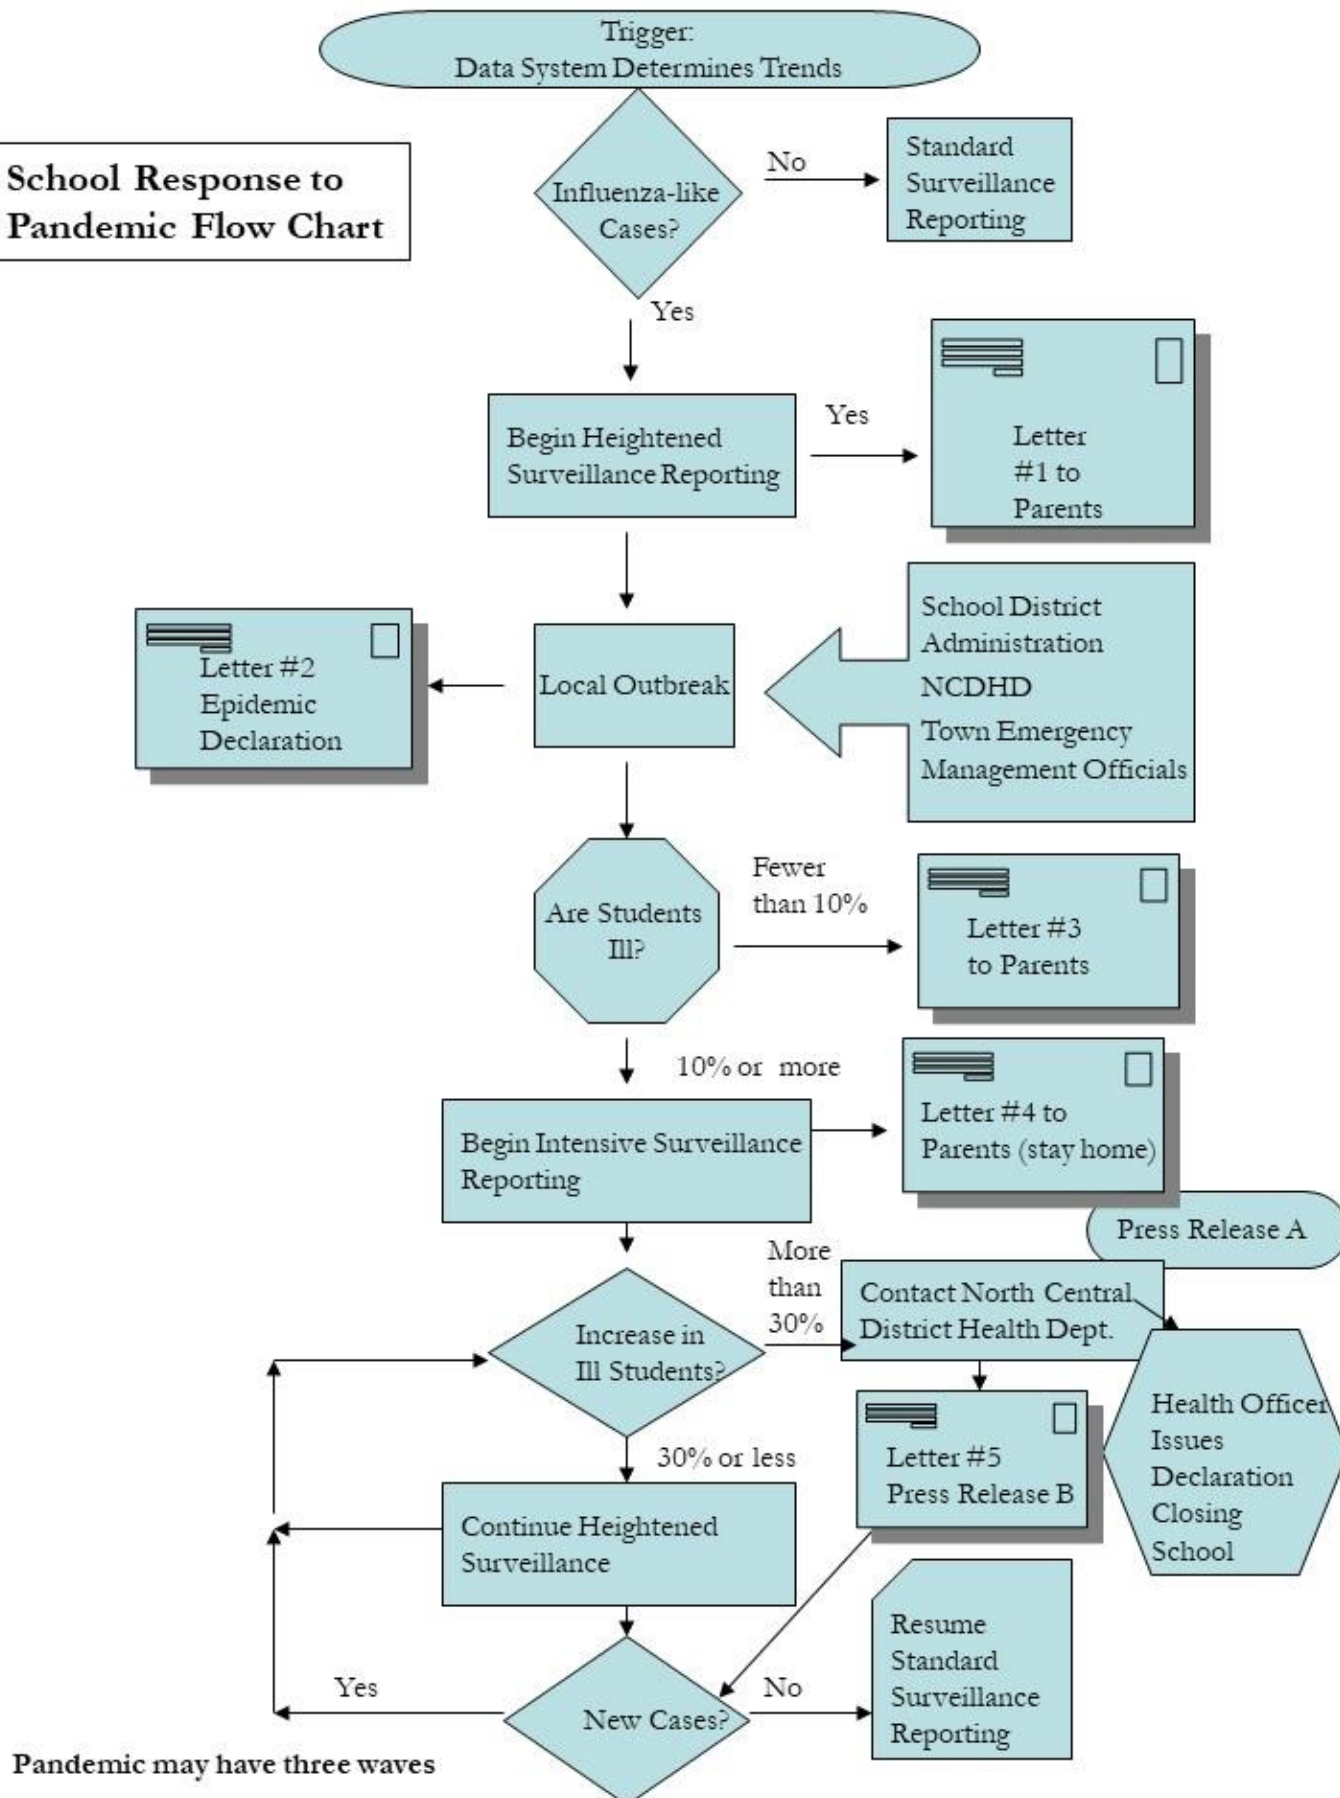 Trigger:
Data System Determines Trends
School Response to
Pandemic Flow Chart
Influenza-like
Cases?
No
Standard
Surveillance
Reporting
Yes
Begin Heightened
Surveillance Reporting
Yes
Letter
#1 to
Parents
School District
Administration
NCDHD
Town Emergency
Management Officials
Local Outbreak
Letter #2
Epidemic
Declaration
Are Students
Ill?
Fewer
than 10%
Letter #3
to Parents
10% or more
Begin Intensive Surveillance
Reporting
Letter #4 to
Parents (stay home)
Press Release A
More
than
30%
Contact North Central
District Health Dept.
Increase in
Ill Students?
Health Officer
Issues
Declaration
Closing
School
30% or less
Letter #5
Press Release B
Continue Heightened
Surveillance
Yes
New Cases?
No
Resume
Standard
Surveillance
Reporting
Pandemic may have three waves